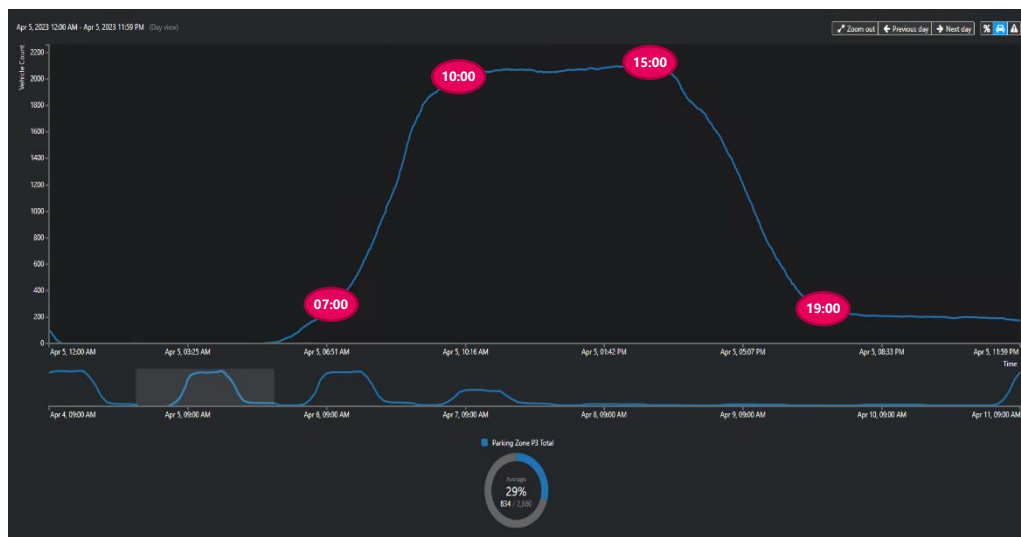 Apr 5, 2023 12:00 AM - Apr 5, 2023 11:59 PM (Day view)
Zoom out Previous day Next day %
Vehicle Count
2200
2000
1800
1600
1400
1200
1000
800
600
400
200
0
10:00
15:00
07:00
19:00
Apr 5, 12:00 AM Apr 5, 03:25 AM Apr 5, 06:51 AM Apr 5, 10:16 AM Apr 5, 01:42 PM Apr 5, 05:07 PM Apr 5, 08:33 PM Apr 5, 11:59 PM
Time
Apr 4, 09:00 AM Apr 5, 09:00 AM Apr 6, 09:00 AM Apr 7, 09:00 AM Apr 8, 09:00 AM Apr 9, 09:00 AM Apr 10, 09:00 AM Apr 11, 09:00 AM
Parking Zone P3 Total
Average
29%
834 / 2,860